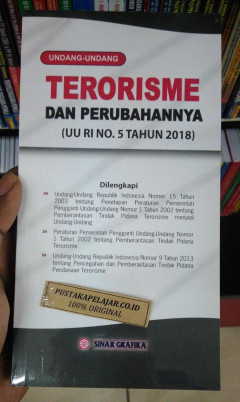 UNDANG-UNDANG
TERORISME
DAN PERUBAHANNYA
(UU RI NO. 5 TAHUN 2018)
Dilengkapi
Undang-Undang Republik Indonesia Nomor 15 Tahun
2003 tentang Penetapan Peraturan Pemerintah
Pengganti Undang-Undang Nomor 1 Tahun 2002 tentang
Pemberantasan Tindak Pidana Terorisme menjadi
Undang-Undang
Peraturan Pemerintah Pengganti Undang-Undang Nomor
1 Tahun 2002 tentang Pemberantasan Tindak Pidana
Terorisme
Undang-Undang Republik Indonesia Nomor 9 Tahun 2013
tentang Pencegahan dan Pemberantasan Tindak Pidana
Pendanaan Terorisme
PUSTAKAPELAJAR.CO.ID
100% ORIGINAL
SINAR GRAFIKA